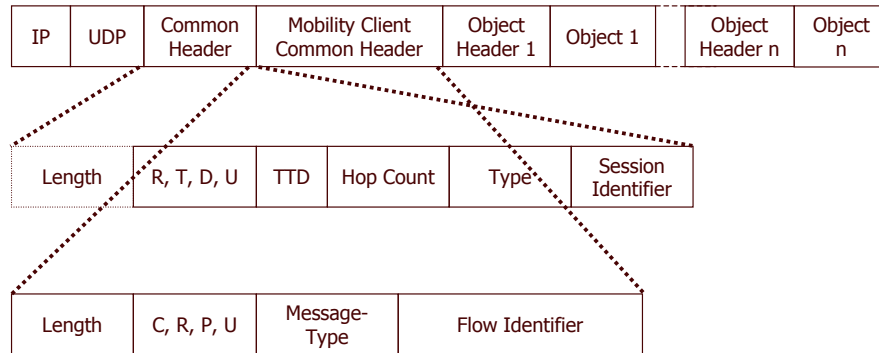 IP
UDP
Common
Header
Mobility Client
Common Header
Object
Header 1
Object 1
Object
Header n
Object
n
Length
R, T, D, U
TTD
Hop Count
Type
Session
Identifier
Length
C, R, P, U
Message-
Type
Flow Identifier